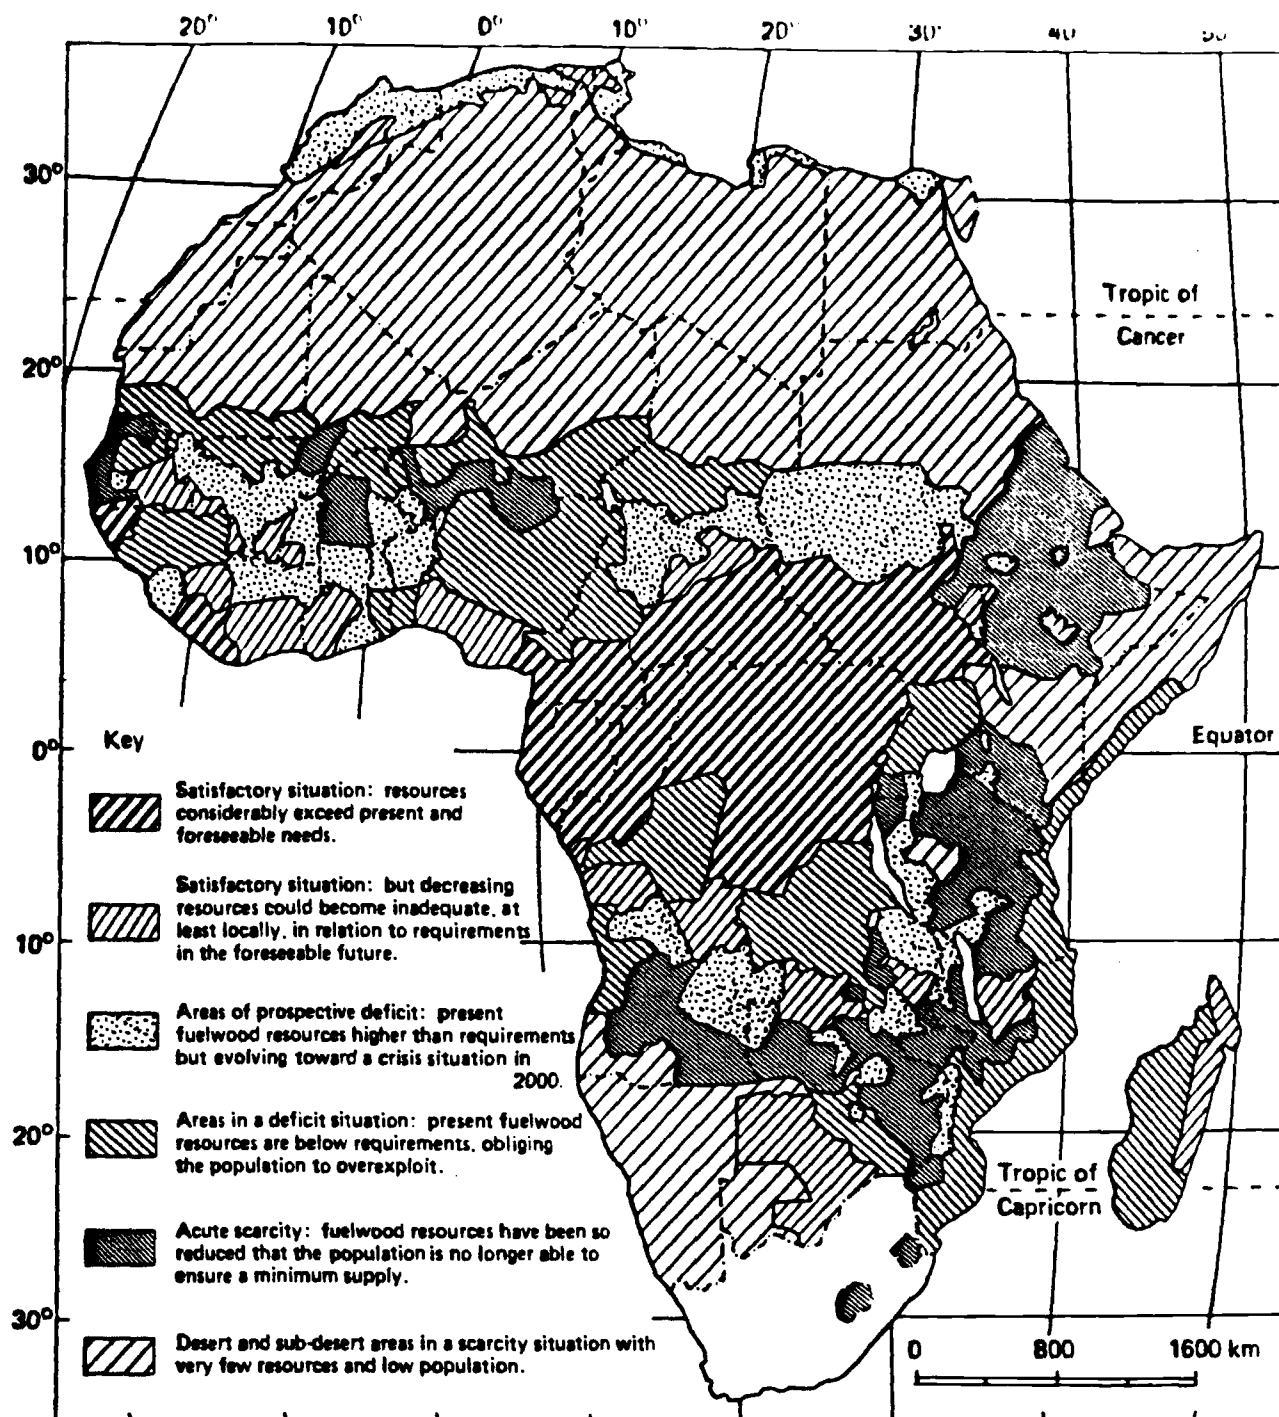 20° 10° 0° 10° 20° 30° 40° 50
30°
Tropic of
Cancer
20°
10°
Key
0°
Equator
Satisfactory situation: resources
considerably exceed present and
foreseeable needs.
Satisfactory situation: but decreasing
resources could become inadequate, at
least locally, in relation to requirements
in the foreseeable future.
10°
Areas of prospective deficit: present
fuelwood resources higher than requirements
but evolving toward a crisis situation in
2000.
Areas in a deficit situation: present fuelwood
resources are below requirements, obliging
the population to overexploit.
20°
Tropic of
Capricorn
Acute scarcity: fuelwood resources have been so
reduced that the population is no longer able to
ensure a minimum supply.
30°
Desert and sub-desert areas in a scarcity situation with
very few resources and low population.
0 800 1600 km